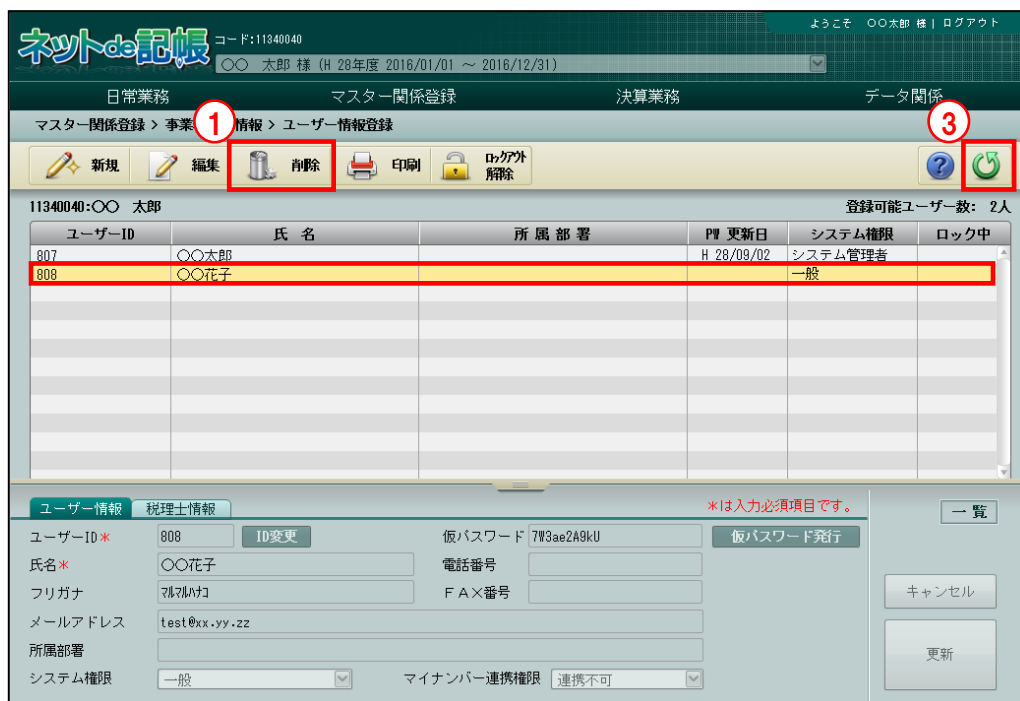 ようこそ 〇〇太郎 様 | ログアウト
ネットde記帳 コード:11340040
〇〇 太郎 様 (H 28年度 2016/01/01 ～ 2016/12/31)
日常業務 マスター関係登録 決算業務 データ関係
マスター関係登録 > 事業 1 情報 > ユーザー情報登録 3
新規 編集 削除 印刷 ロックアウト解除 ?
11340040:〇〇 太郎 登録可能ユーザー数: 2人
ユーザーID 氏 名 所 属 部 署 PW 更新日 システム権限 ロック中
807 〇〇太郎 H 28/09/02 システム管理者
808 〇〇花子 一般
ユーザー情報 税理士情報 *は入力必須項目です。 一 覧
ユーザーID* 808 ID変更 仮パスワード 7W3ae2A9kU 仮パスワード発行
氏名* 〇〇花子 電話番号
フリガナ ﾏﾙﾏﾙﾊﾅｺ ＦＡＸ番号 キャンセル
メールアドレス test@xx.yy.zz
所属部署 更新
システム権限 一般 マイナンバー連携権限 連携不可